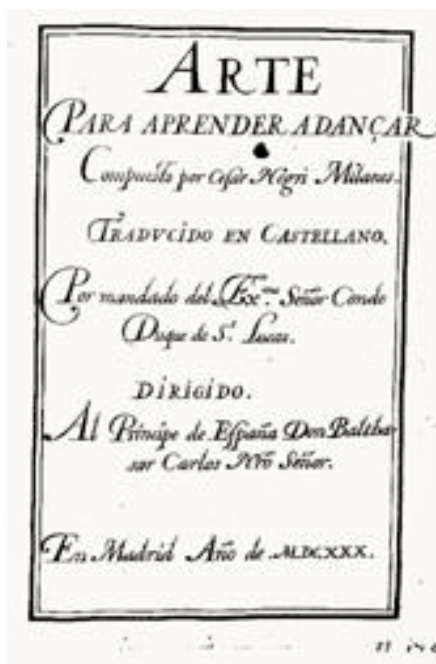 ARTE
PARA APRENDER A DANÇAR
Compuesto por Cesar Negri Milanes.
TRADVCIDO EN CASTELLANO,
Por mandado del Exc.mo Señor Conde
Duque de S.t Lucar.
DIRIGIDO.
Al Principe de España Don Baltha
sar Carlos Nro Señor.
En Madrid Año de MDCXXX.